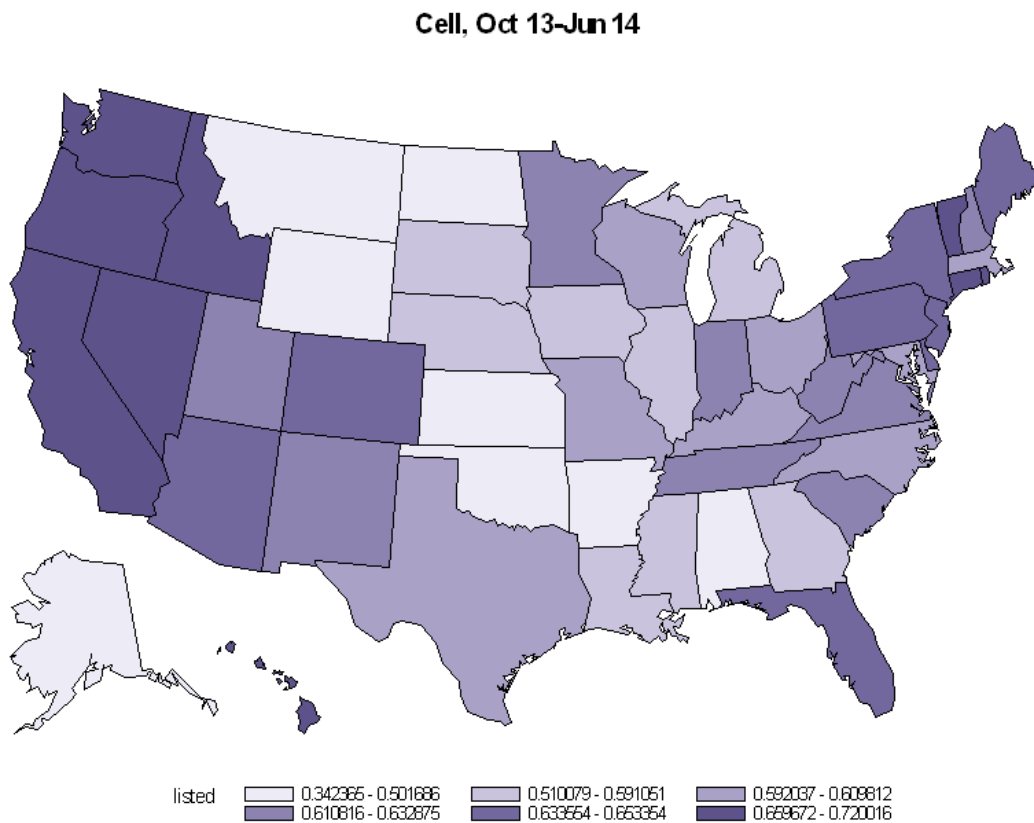 Cell, Oct 13-Jun 14
listed 0.342365 - 0.501686 0.510079 - 0.591051 0.592037 - 0.609812
0.610816 - 0.632875 0.633554 - 0.653354 0.659672 - 0.720016